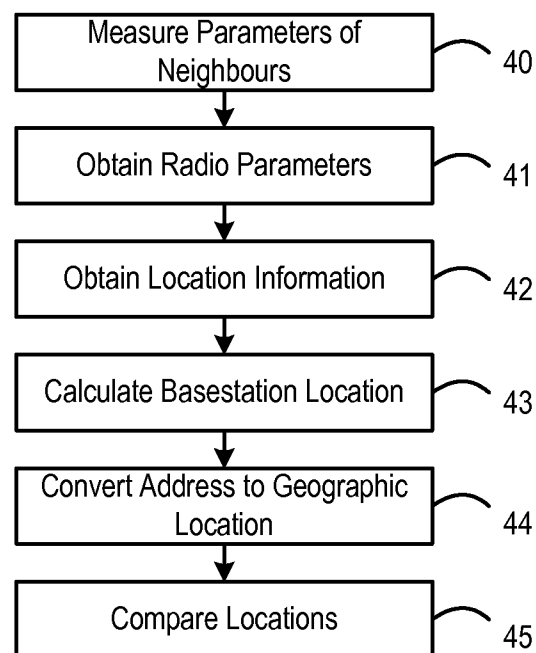 Measure Parameters of
Neighbours
40
Obtain Radio Parameters
41
Obtain Location Information
42
Calculate Basestation Location
43
Convert Address to Geographic
Location
44
Compare Locations
45